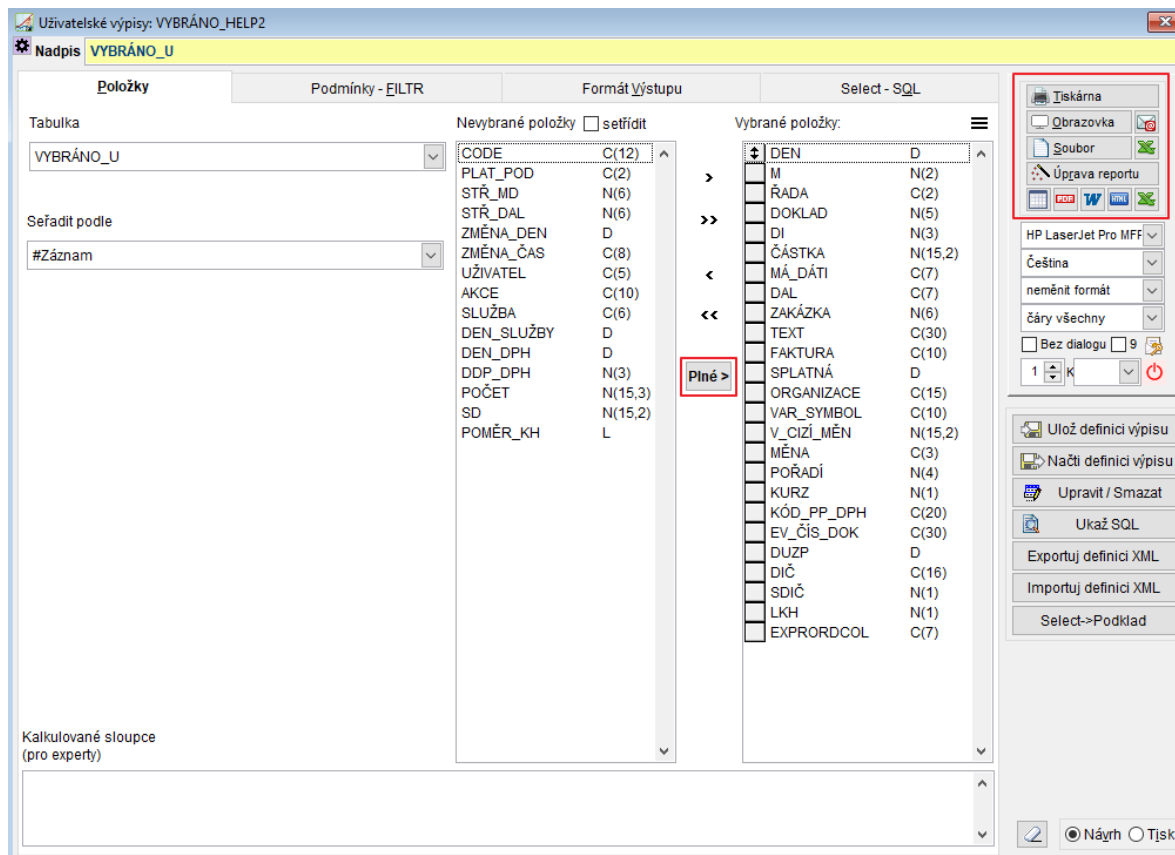 Uživatelské výpisy: VYBRÁNO_HELP2
Nadpis VYBRÁNO_U
Položky Podmínky - FILTR Formát Výstupu Select - SQL
Tabulka
VYBRÁNO_U
Seřadit podle
#Záznam
Nevybrané položky setřídit
CODE C(12)
PLAT_POD C(2)
STŘ_MD N(6)
STŘ_DAL N(6)
ZMĚNA_DEN D
ZMĚNA_ČAS C(8)
UŽIVATEL C(5)
AKCE C(10)
SLUŽBA C(6)
DEN_SLUŽBY D
DEN_DPH D
DDP_DPH N(3)
POČET N(15,3)
SD N(15,2)
POMĚR_KH L
>
>>
<
<<
Plné >
Vybrané položky:
DEN D
M N(2)
ŘADA C(2)
DOKLAD N(5)
DI N(3)
ČÁSTKA N(15,2)
MÁ_DÁTI C(7)
DAL C(7)
ZAKÁZKA N(6)
TEXT C(30)
FAKTURA C(10)
SPLATNÁ D
ORGANIZACE C(15)
VAR_SYMBOL C(10)
V_CIZÍ_MĚN N(15,2)
MĚNA C(3)
POŘADÍ N(4)
KURZ N(1)
KÓD_PP_DPH C(20)
EV_ČÍS_DOK C(30)
DUZP D
DIČ C(16)
SDIČ N(1)
LKH N(1)
EXPRORDCOL C(7)
Kalkulované sloupce
(pro experty)
Tiskárna
Obrazovka
Soubor
Úprava reportu
PDF W HTML
HP LaserJet Pro MFF
Čeština
neměnit formát
čáry všechny
Bez dialogu 9
1 K
Ulož definici výpisu
Načti definici výpisu
Upravit / Smazat
Ukaž SQL
Exportuj definici XML
Importuj definici XML
Select->Podklad
Návrh Tisk